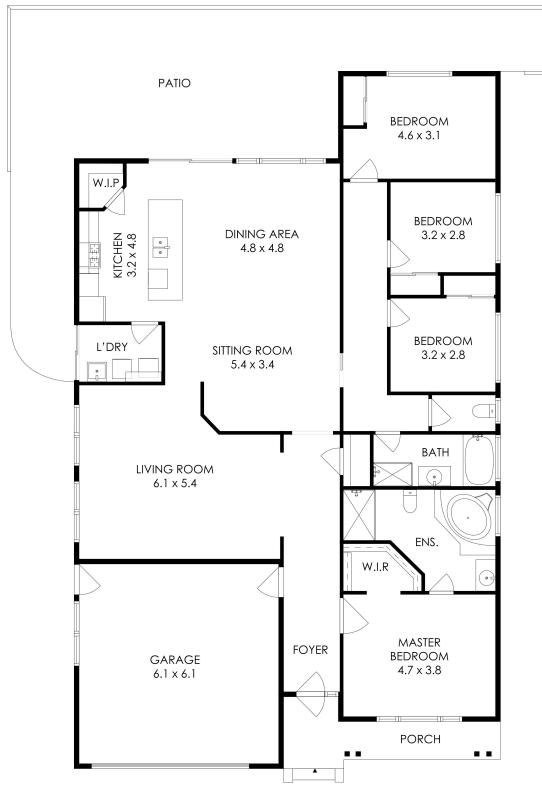 PATIO
BEDROOM
4.6 x 3.1
W.I.P
BEDROOM
3.2 x 2.8
DINING AREA
4.8 x 4.8
KITCHEN
3.2 x 4.8
L'DRY
SITTING ROOM
5.4 x 3.4
BEDROOM
3.2 x 2.8
BATH
LIVING ROOM
6.1 x 5.4
ENS.
W.I.R
FOYER
MASTER
BEDROOM
4.7 x 3.8
GARAGE
6.1 x 6.1
PORCH